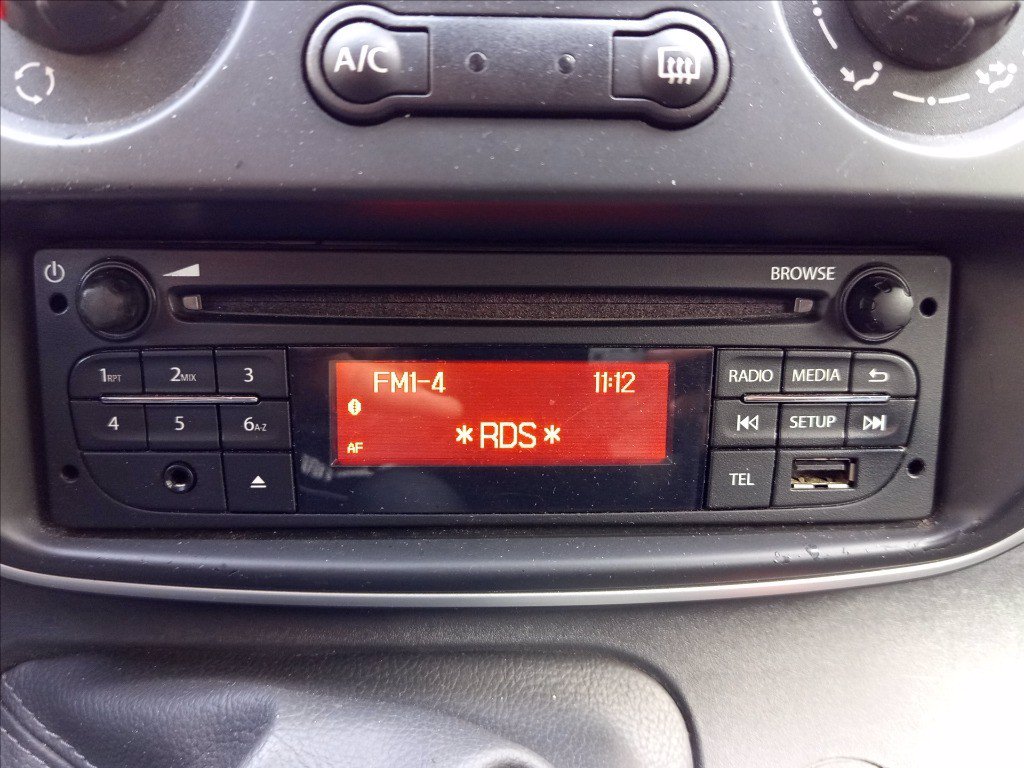 A/C
BROWSE
1RPT 2MIX 3
FM1-4 11:12
RADIO MEDIA
4 5 6A-Z
*RDS*
SETUP
AF
TEL